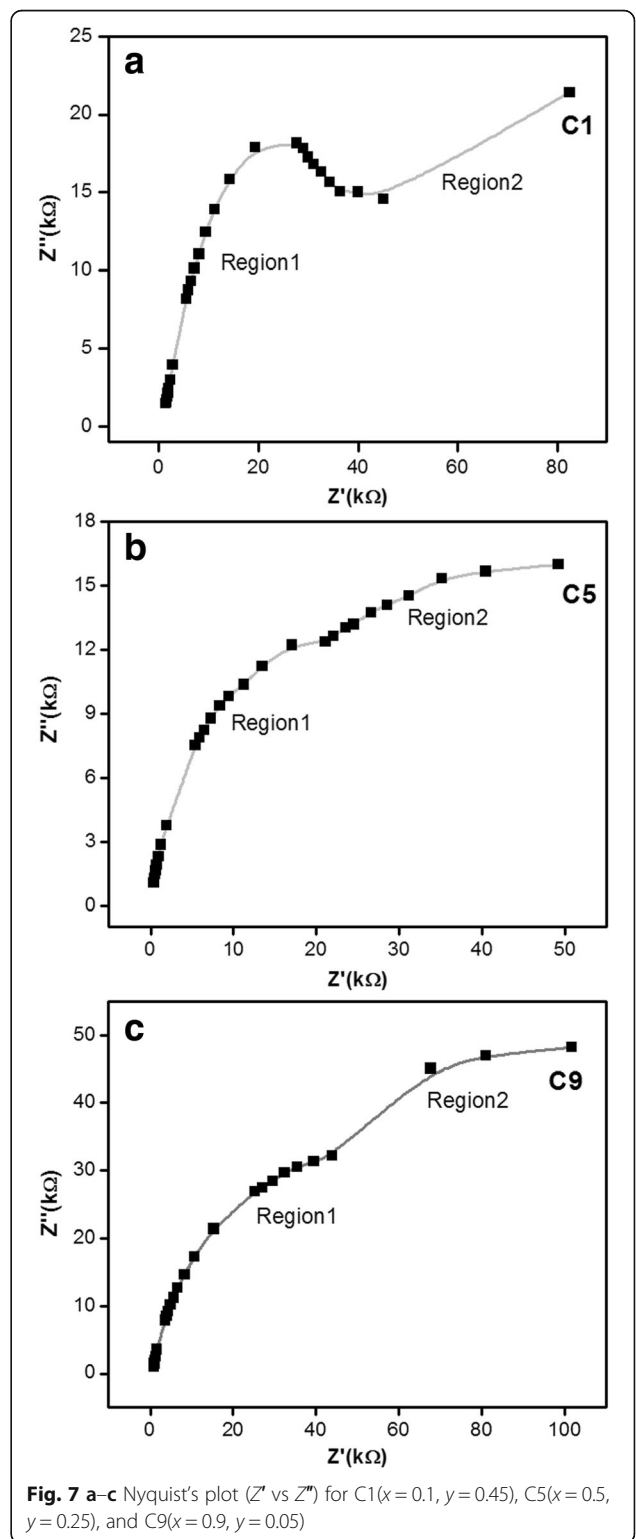 a
25
20
15
10
5
0
Z''(kΩ)
C1
Region1
Region2
0 20 40 60 80
Z'(kΩ)
b
18
15
12
9
6
3
0
Z''(kΩ)
C5
Region1
Region2
0 10 20 30 40 50
Z'(kΩ)
c
50
40
30
20
10
0
Z''(kΩ)
C9
Region2
Region1
0 20 40 60 80 100
Z'(kΩ)
Fig. 7 a–c Nyquist's plot (Z' vs Z") for C1(x = 0.1, y = 0.45), C5(x = 0.5,
y = 0.25), and C9(x = 0.9, y = 0.05)